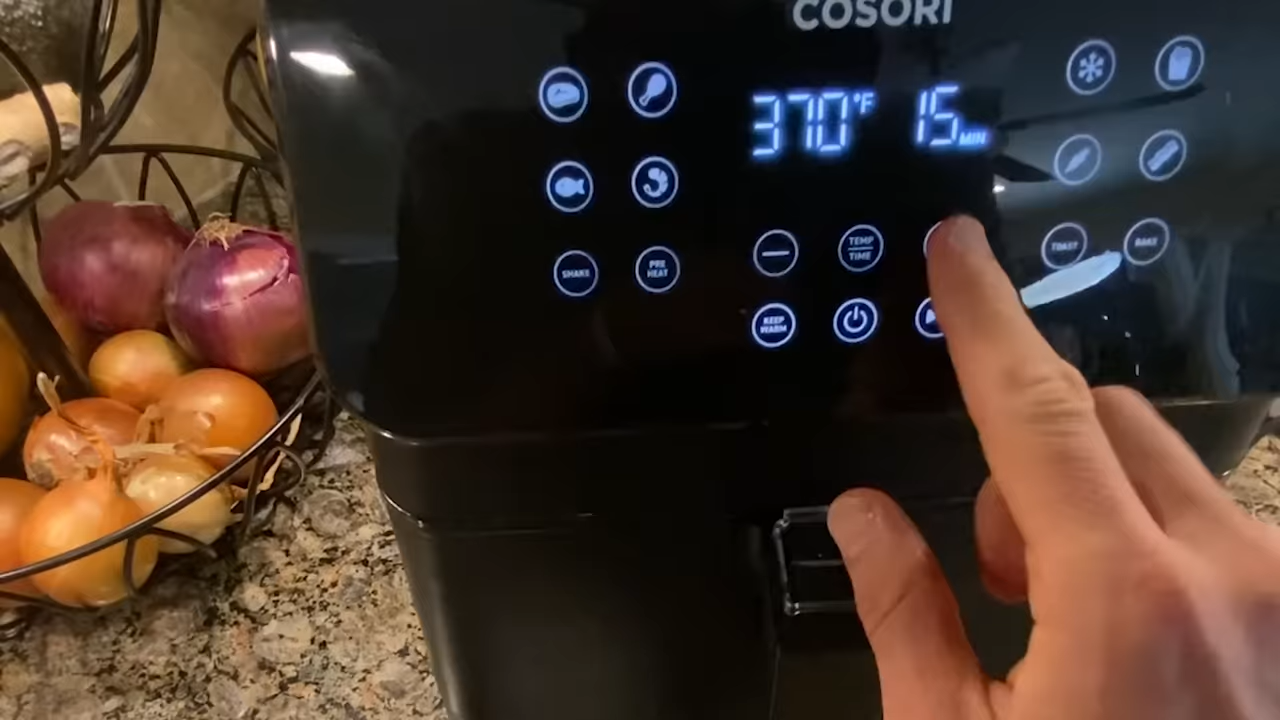 COSORI
370°F 15 MIN
TEMP
TIME
SHAKE
PRE
HEAT
TOAST
BAKE
KEEP
WARM